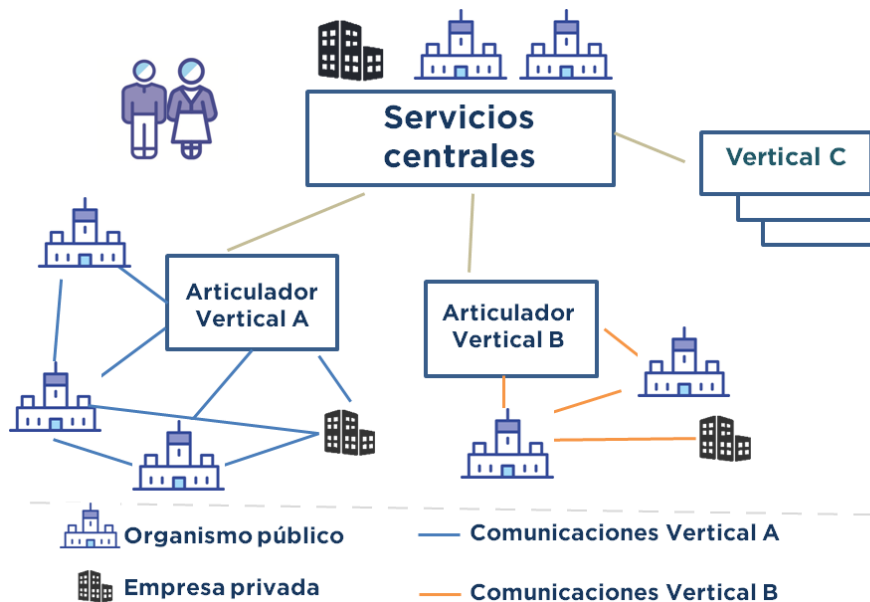 Servicios
centrales
Vertical C
Articulador
Vertical A
Articulador
Vertical B
Organismo público
Comunicaciones Vertical A
Empresa privada
Comunicaciones Vertical B